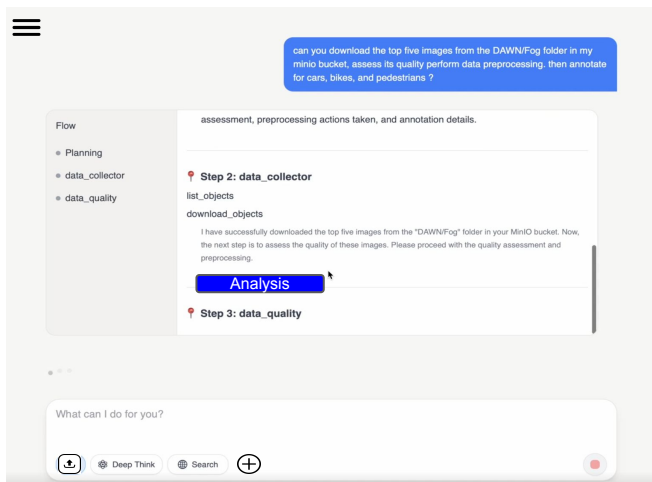 can you download the top five images from the DAWN/Fog folder in my
minio bucket, assess its quality perform data preprocessing. then annotate
for cars, bikes, and pedestrians ?
Flow
Planning
data_collector
data_quality
assessment, preprocessing actions taken, and annotation details.
Step 2: data_collector
list_objects
download_objects
I have successfully downloaded the top five images from the "DAWN/Fog" folder in your MinIO bucket. Now,
the next step is to assess the quality of these images. Please proceed with the quality assessment and
preprocessing.
Analysis
Step 3: data_quality
What can I do for you?
Deep Think
Search